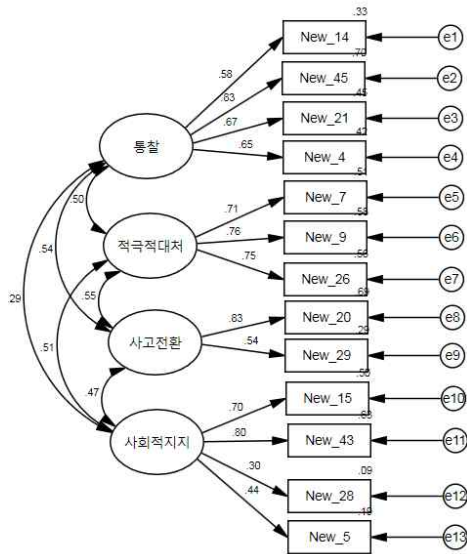 .33
New_14
e1
.58
.70
New_45
e2
.83
.45
New_21
e3
.67
.42
New_4
e4
.65
통찰
.51
New_7
e5
.71
.50
.58
New_9
e6
.76
적극적대처
.56
New_26
e7
.75
.54
.69
New_20
e8
.83
.55
.29
.29
New_29
e9
.54
사고전환
.51
.50
New_15
e10
.70
.47
.63
New_43
e11
.80
사회적지지
.09
New_28
e12
.30
.19
New_5
e13
.44